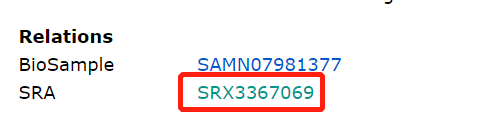 Relations
BioSample SAMN07981377
SRA SRX3367069